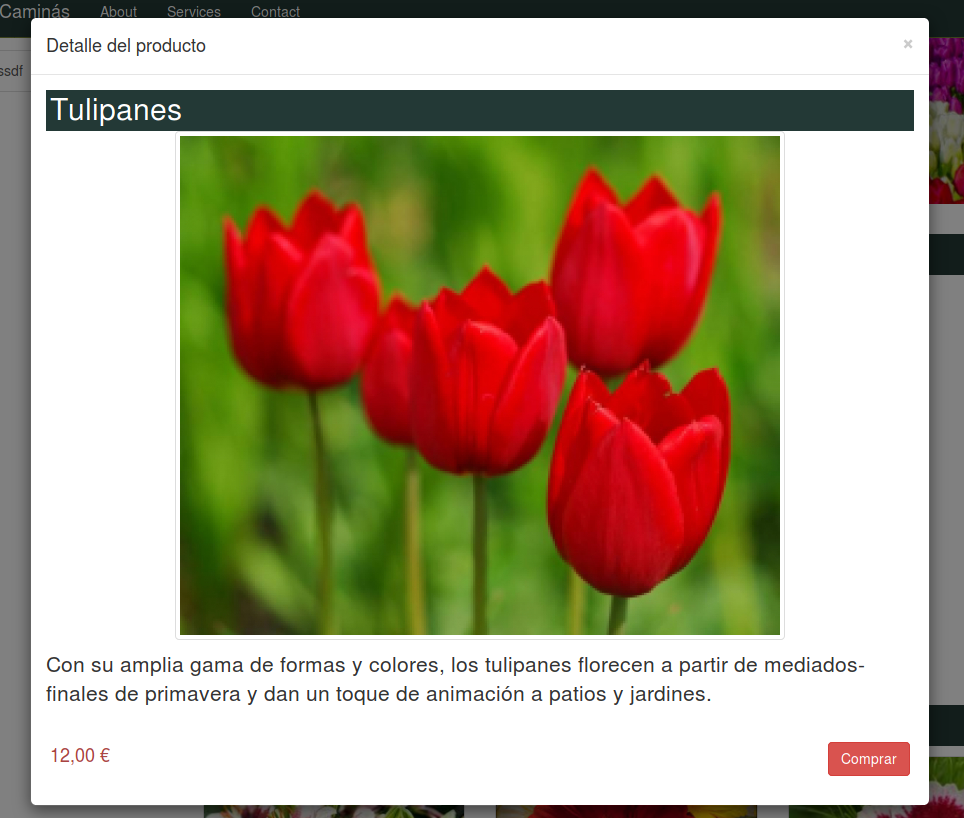 Caminás About Services Contact
Detalle del producto ×
ssdf
Tulipanes
Con su amplia gama de formas y colores, los tulipanes florecen a partir de mediados-
finales de primavera y dan un toque de animación a patios y jardines.
12,00 € Comprar